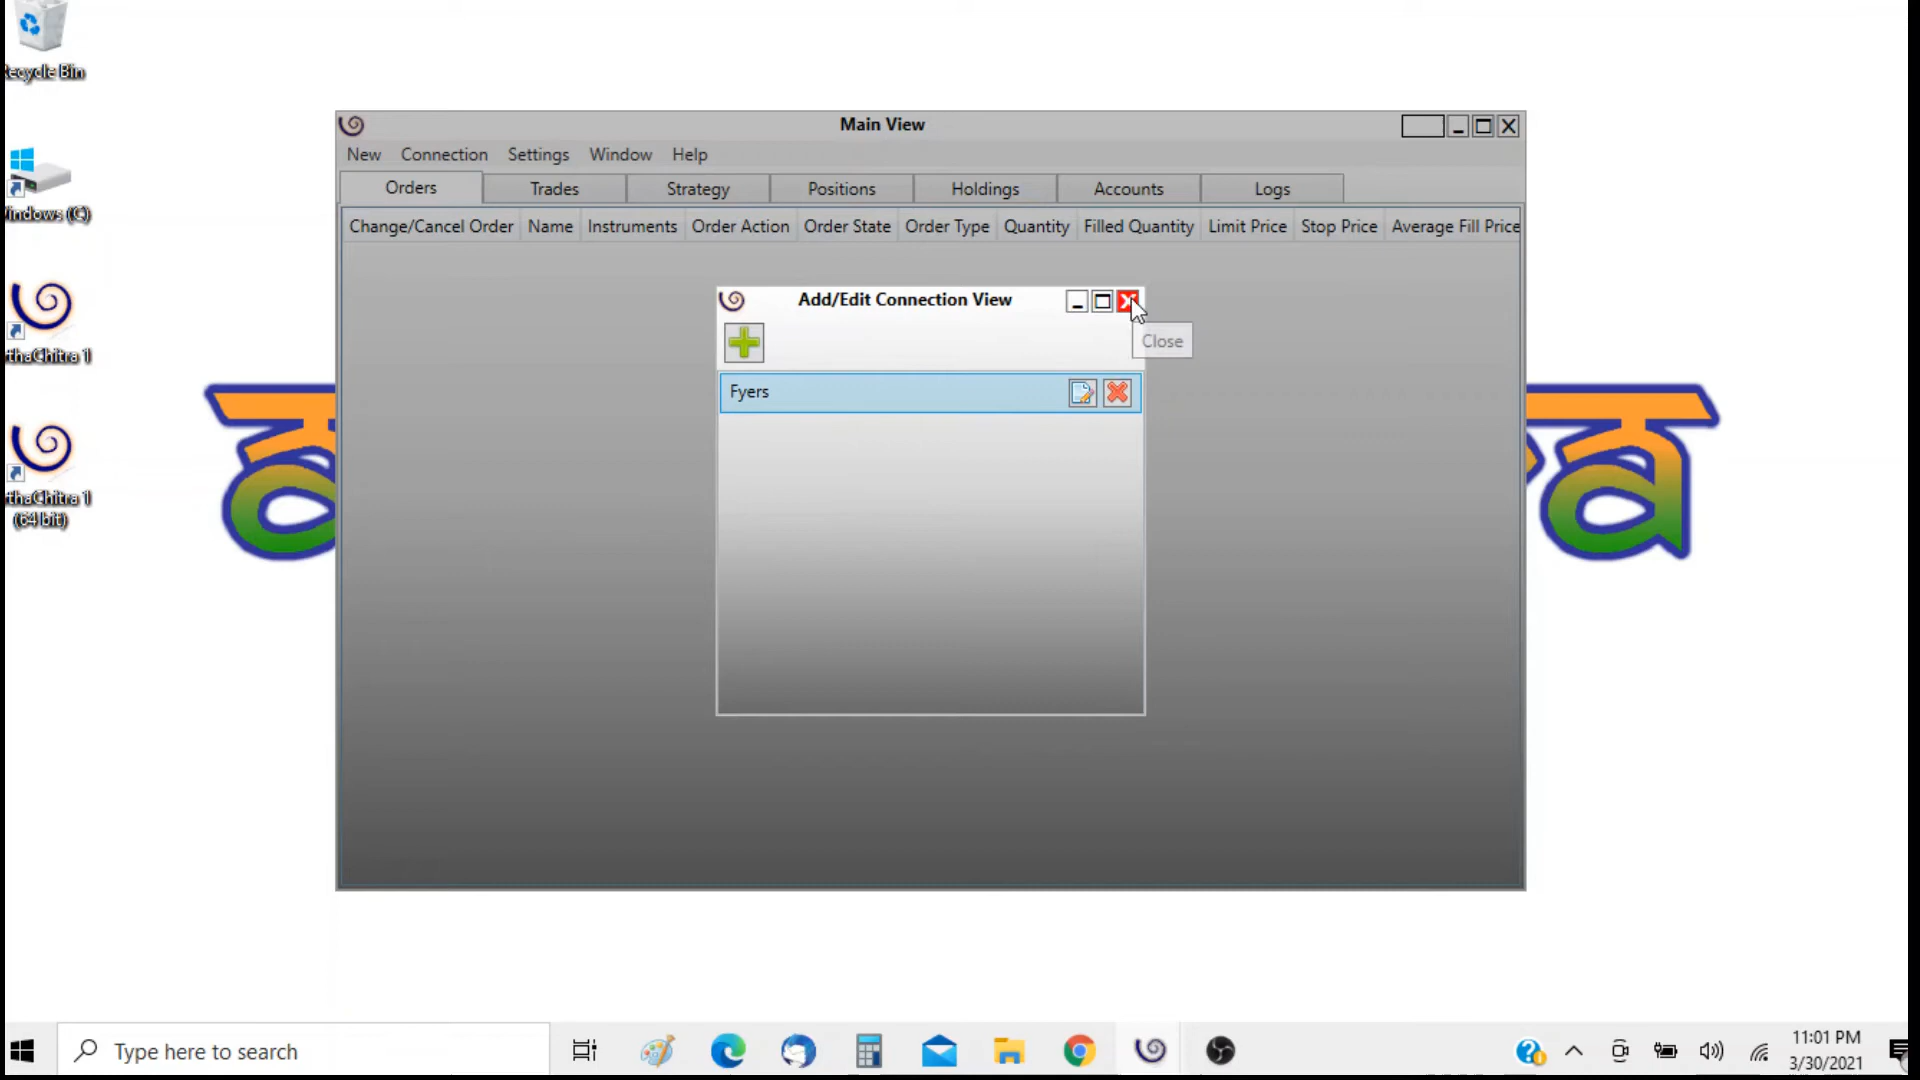 Recycle Bin
Windows (C)
ArthaChitra 1
ArthaChitra 1
(64 bit)
Main View
New Connection Settings Window Help
Orders Trades Strategy Positions Holdings Accounts Logs
Change/Cancel Order Name Instruments Order Action Order State Order Type Quantity Filled Quantity Limit Price Stop Price Average Fill Price
Add/Edit Connection View
Close
Fyers
Type here to search
11:01 PM
3/30/2021